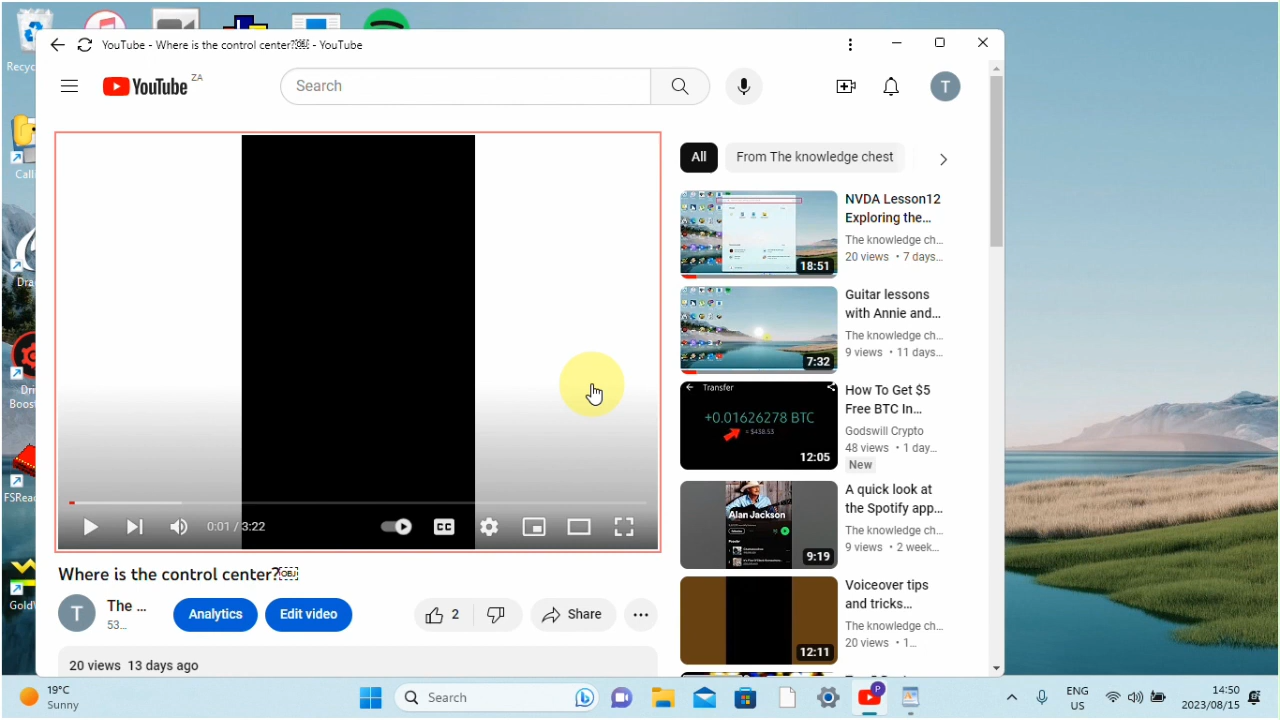 Recyc
YouTube - Where is the control center?￼ - YouTube
YouTube ZA
Search
T
All
From The knowledge chest
NVDA Lesson12
Exploring the...
The knowledge ch...
20 views • 7 days...
18:51
Guitar lessons
with Annie and...
The knowledge ch...
9 views • 11 days...
7:32
Transfer
+0.01626278 BTC
= $438.53
12:05
How To Get $5
Free BTC In...
Godswill Crypto
48 views • 1 day...
New
Alan Jackson
9:19
A quick look at
the Spotify app...
The knowledge ch...
9 views • 2 week...
12:11
Voiceover tips
and tricks...
The knowledge ch...
20 views • 1...
0:01 / 3:22
CC
Where is the control center?￼
T
The ...
53...
Analytics
Edit video
2
Share
20 views 13 days ago
Dra
Dri
Boost
FSRea
Gold
19°C
Sunny
Search
P
ENG
US
14:50
2023/08/15